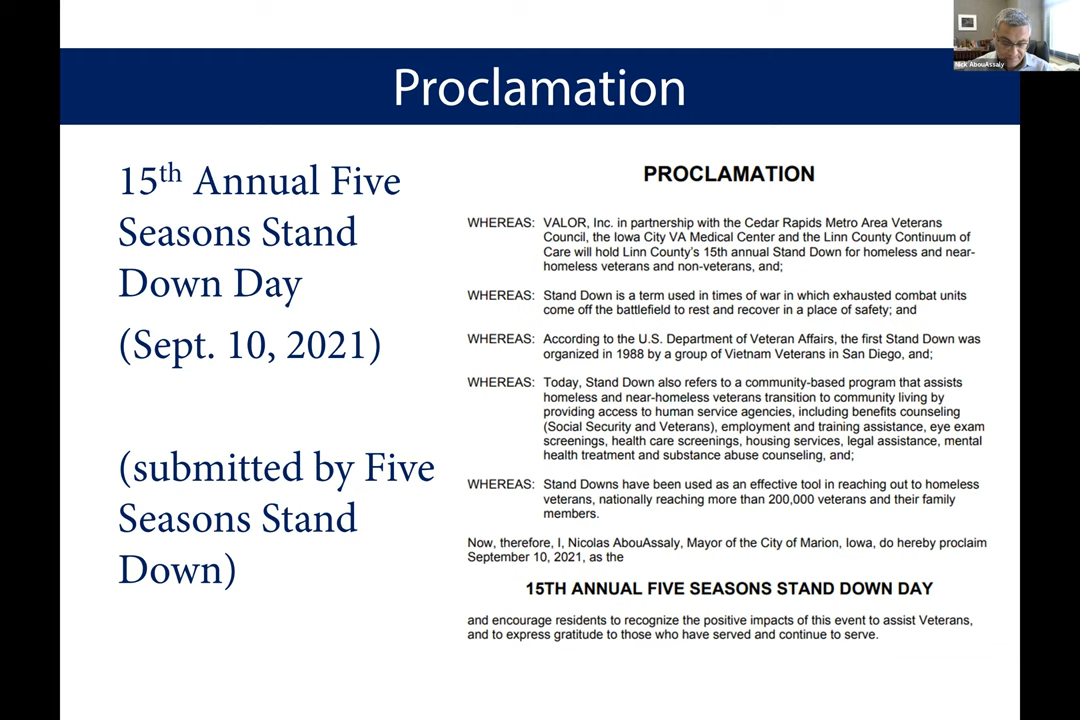 Nick AbouAssaly
Proclamation
15th Annual Five
Seasons Stand
Down Day
(Sept. 10, 2021)
(submitted by Five
Seasons Stand
Down)
PROCLAMATION
WHEREAS: VALOR, Inc. in partnership with the Cedar Rapids Metro Area Veterans
Council, the Iowa City VA Medical Center and the Linn County Continuum of
Care will hold Linn County's 15th annual Stand Down for homeless and near-
homeless veterans and non-veterans, and;
WHEREAS: Stand Down is a term used in times of war in which exhausted combat units
come off the battlefield to rest and recover in a place of safety; and
WHEREAS: According to the U.S. Department of Veteran Affairs, the first Stand Down was
organized in 1988 by a group of Vietnam Veterans in San Diego, and;
WHEREAS: Today, Stand Down also refers to a community-based program that assists
homeless and near-homeless veterans transition to community living by
providing access to human service agencies, including benefits counseling
(Social Security and Veterans), employment and training assistance, eye exam
screenings, health care screenings, housing services, legal assistance, mental
health treatment and substance abuse counseling, and;
WHEREAS: Stand Downs have been used as an effective tool in reaching out to homeless
veterans, nationally reaching more than 200,000 veterans and their family
members.
Now, therefore, I, Nicolas AbouAssaly, Mayor of the City of Marion, Iowa, do hereby proclaim
September 10, 2021, as the
15TH ANNUAL FIVE SEASONS STAND DOWN DAY
and encourage residents to recognize the positive impacts of this event to assist Veterans,
and to express gratitude to those who have served and continue to serve.